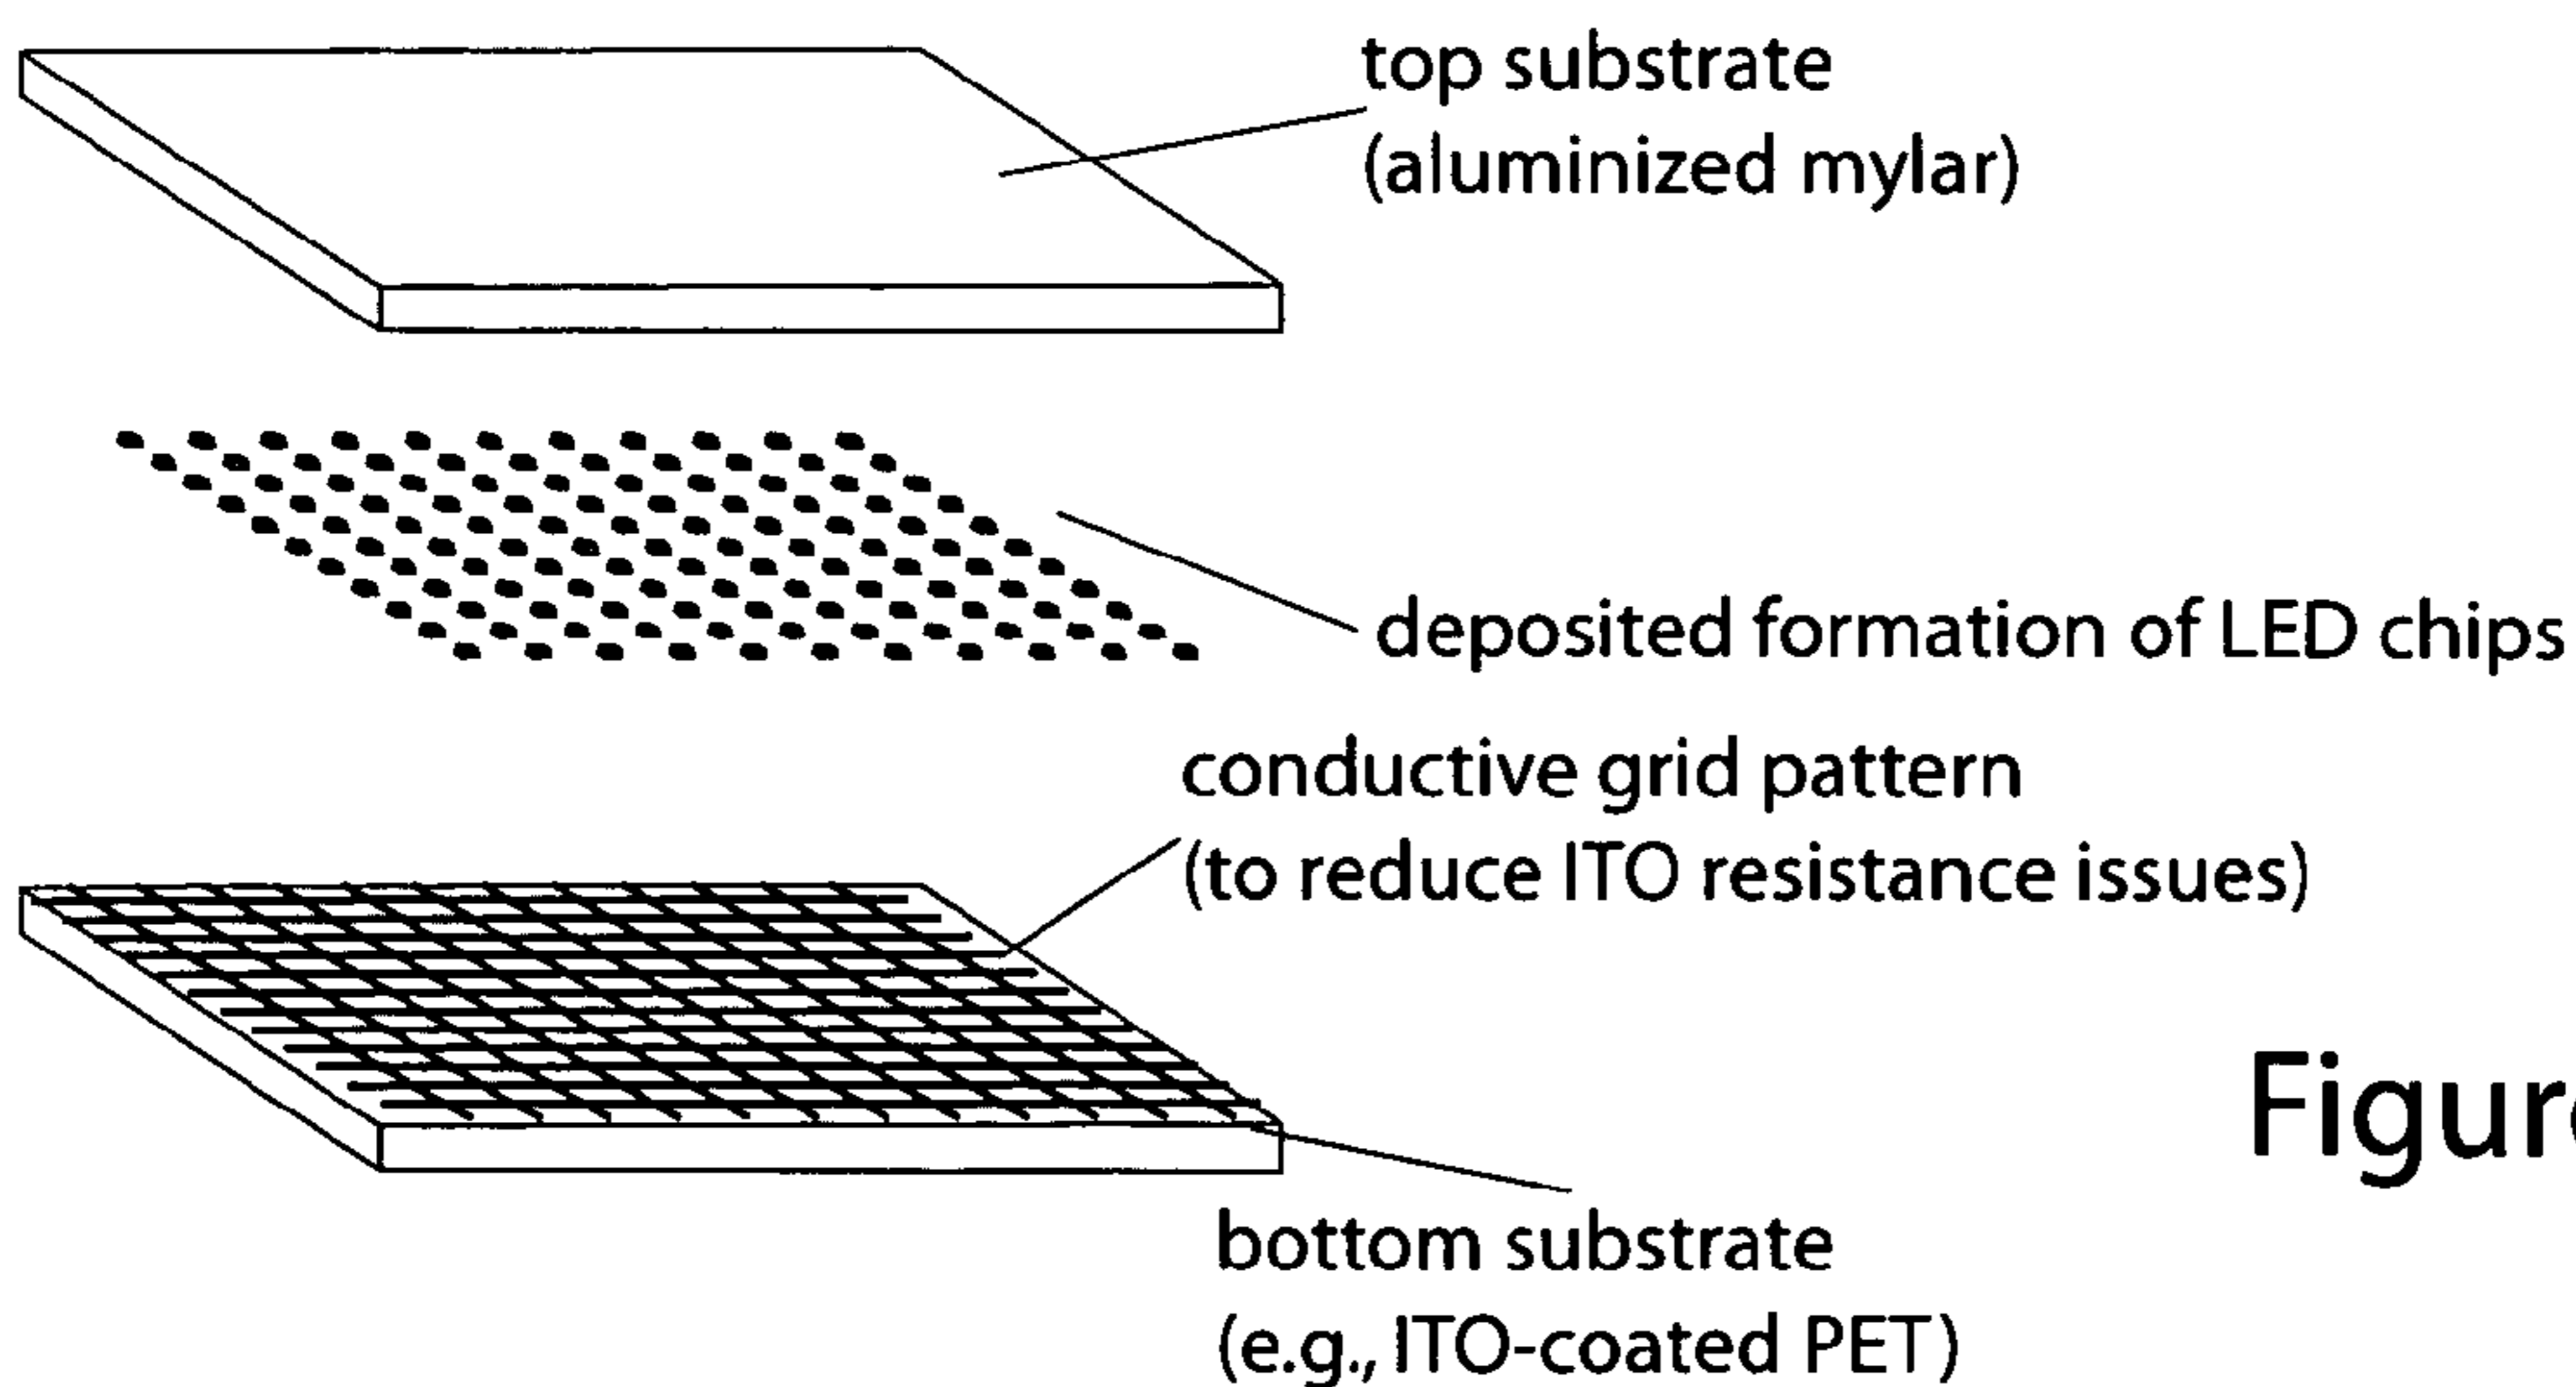 top substrate
(aluminized mylar)
deposited formation of LED chips
conductive grid pattern
(to reduce ITO resistance issues)
Figure
bottom substrate
(e.g., ITO-coated PET)